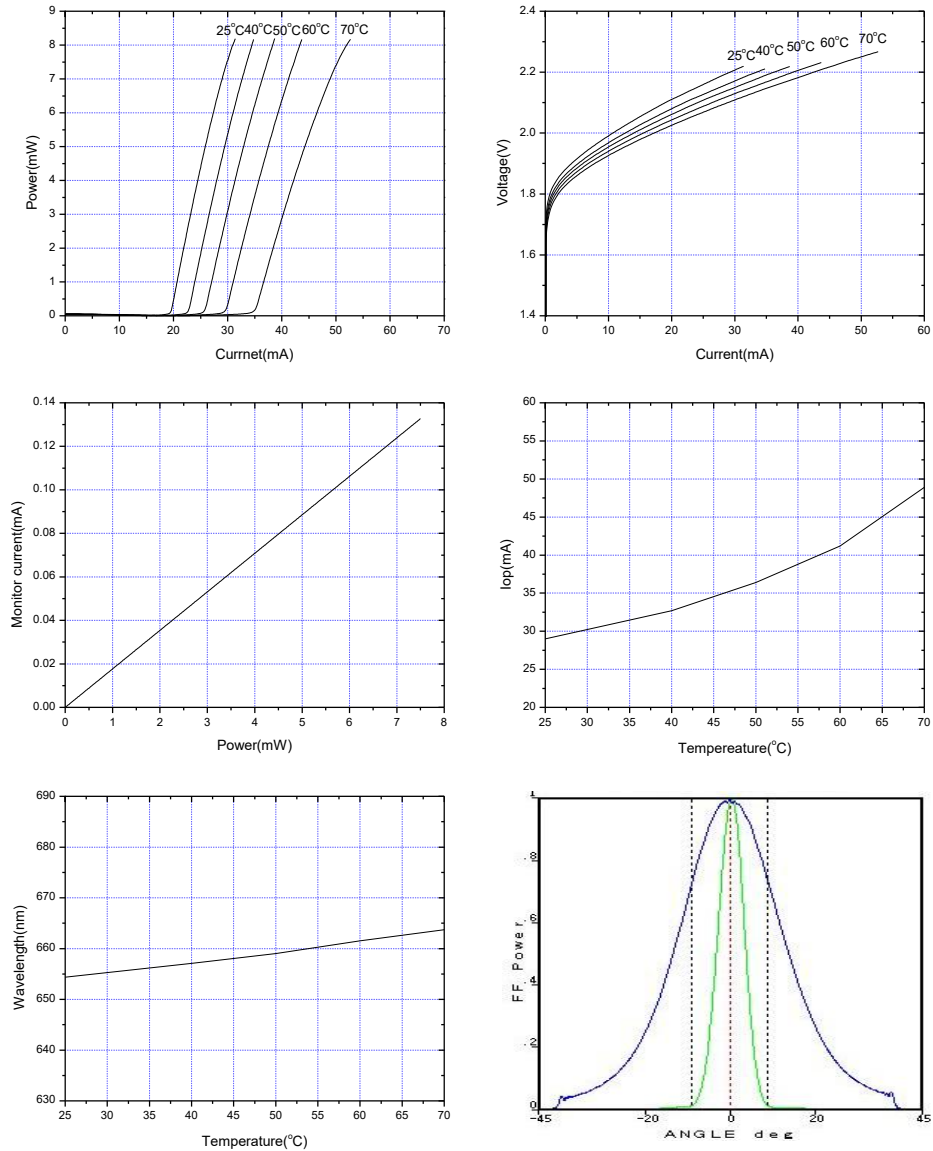 9
8
7
6
5
4
3
2
1
0
Power(mW)
25°C 40°C 50°C 60°C 70°C
0 10 20 30 40 50 60 70
Currnet(mA)
2.4
2.2
2.0
1.8
1.6
1.4
Voltage(V)
25°C 40°C 50°C 60°C 70°C
0 10 20 30 40 50 60
Current(mA)
0.14
0.12
0.10
0.08
0.06
0.04
0.02
0.00
Monitor current(mA)
0 1 2 3 4 5 6 7 8
Power(mW)
60
55
50
45
40
35
30
25
20
Iop(mA)
25 30 35 40 45 50 55 60 65 70
Tempereature(°C)
690
680
670
660
650
640
630
Wavelength(nm)
25 30 35 40 45 50 55 60 65 70
Temperature(°C)
1
.8
.6
.4
.2
0
FF. Power.
-45 -20 0 20 45
ANGLE deg